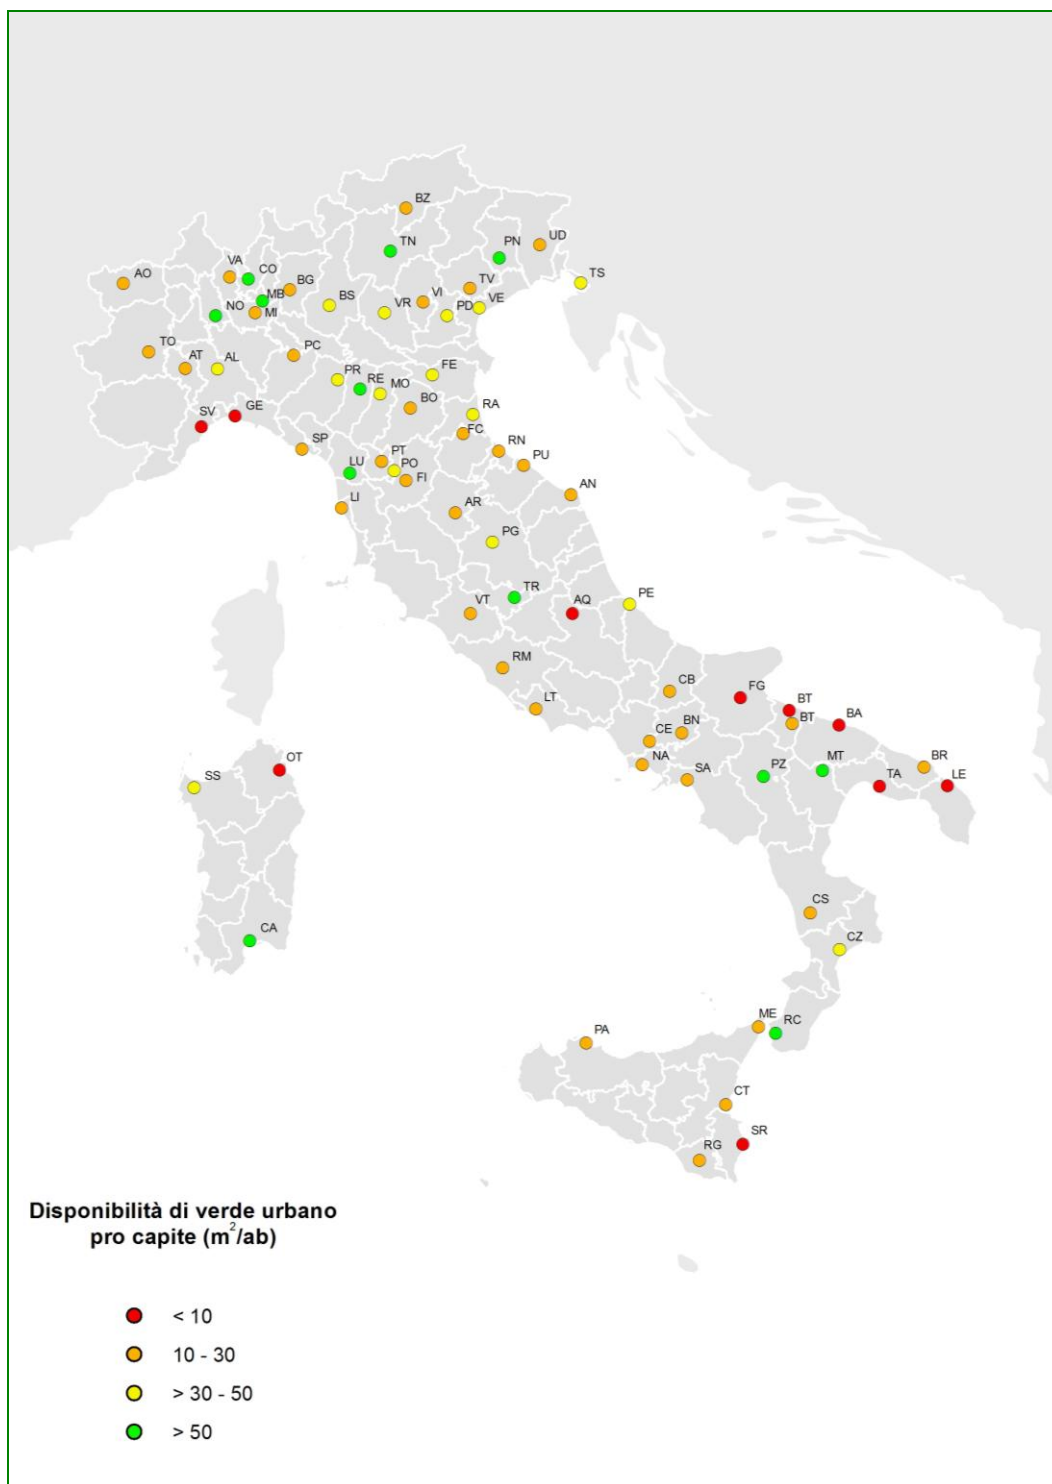 BZ
TN
PN
UD
AO
VA
CO
BG
TV
TS
MB
BS
VR
VI
PD
VE
NO
MI
TO
AT
AL
PC
PR
RE
MO
FE
BO
RA
SV
GE
FC
SP
PT
PO
RN
PU
LU
FI
LI
AR
AN
PG
TR
AQ
PE
VT
RM
CB
FG
LT
BT
BT
BA
CE
BN
NA
SA
PZ
MT
TA
BR
LE
OT
SS
CS
CA
CZ
ME
RC
PA
CT
SR
RG
Disponibilità di verde urbano
pro capite (m²/ab)
< 10
10 - 30
> 30 - 50
> 50